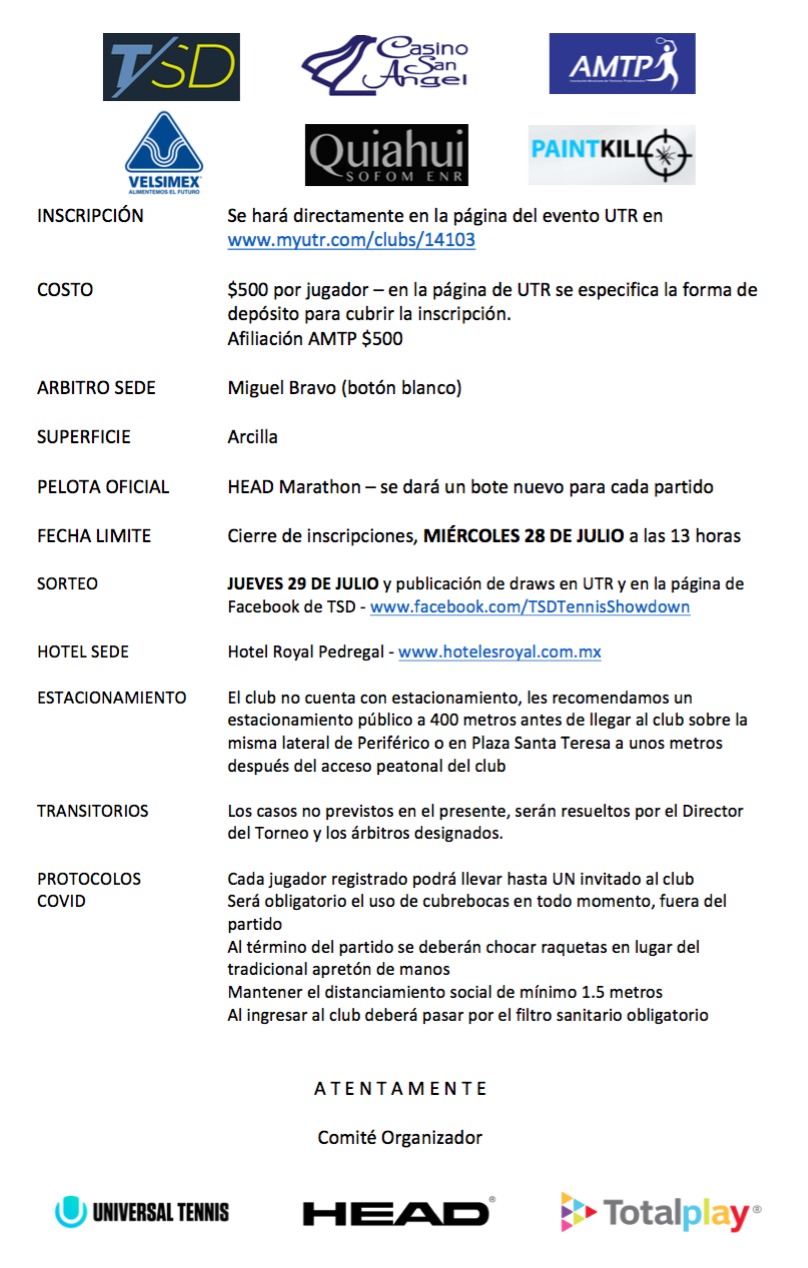 TSD
Casino
San
Angel
AMTP
VELSIMEX
ALIMENTEMOS EL FUTURO
Quiahui
SOFOM ENR
PAINTKILL
INSCRIPCIÓN Se hará directamente en la página del evento UTR en
www.myutr.com/clubs/14103
COSTO $500 por jugador – en la página de UTR se especifica la forma de
depósito para cubrir la inscripción.
Afiliación AMTP $500
ARBITRO SEDE Miguel Bravo (botón blanco)
SUPERFICIE Arcilla
PELOTA OFICIAL HEAD Marathon – se dará un bote nuevo para cada partido
FECHA LIMITE Cierre de inscripciones, MIÉRCOLES 28 DE JULIO a las 13 horas
SORTEO JUEVES 29 DE JULIO y publicación de draws en UTR y en la página de
Facebook de TSD - www.facebook.com/TSDTennisShowdown
HOTEL SEDE Hotel Royal Pedregal - www.hotelesroyal.com.mx
ESTACIONAMIENTO El club no cuenta con estacionamiento, les recomendamos un
estacionamiento público a 400 metros antes de llegar al club sobre la
misma lateral de Periférico o en Plaza Santa Teresa a unos metros
después del acceso peatonal del club
TRANSITORIOS Los casos no previstos en el presente, serán resueltos por el Director
del Torneo y los árbitros designados.
PROTOCOLOS Cada jugador registrado podrá llevar hasta UN invitado al club
COVID Será obligatorio el uso de cubrebocas en todo momento, fuera del
partido
Al término del partido se deberán chocar raquetas en lugar del
tradicional apretón de manos
Mantener el distanciamiento social de mínimo 1.5 metros
Al ingresar al club deberá pasar por el filtro sanitario obligatorio
A T E N T A M E N T E
Comité Organizador
UNIVERSAL TENNIS
HEAD®
Totalplay®